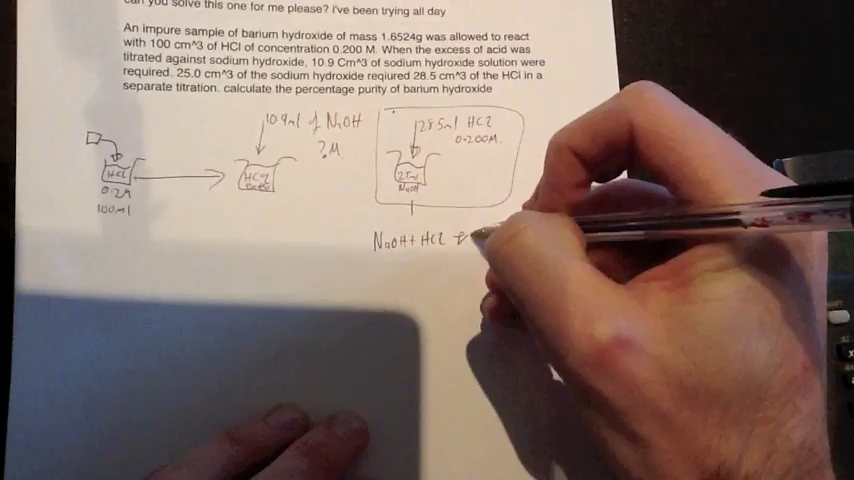 can you solve this one for me please? i've been trying all day
An impure sample of barium hydroxide of mass 1.6524g was allowed to react
with 100 cm^3 of HCl of concentration 0.200 M. When the excess of acid was
titrated against sodium hydroxide, 10.9 Cm^3 of sodium hydroxide solution were
required. 25.0 cm^3 of the sodium hydroxide reqiured 28.5 cm^3 of the HCl in a
separate titration. calculate the percentage purity of barium hydroxide
HCl
0.2M
100ml
10.9ml of NaOH
?M
HCl
28.5ml HCl
0.200M
25ml
NaOH
NaOH + HCl